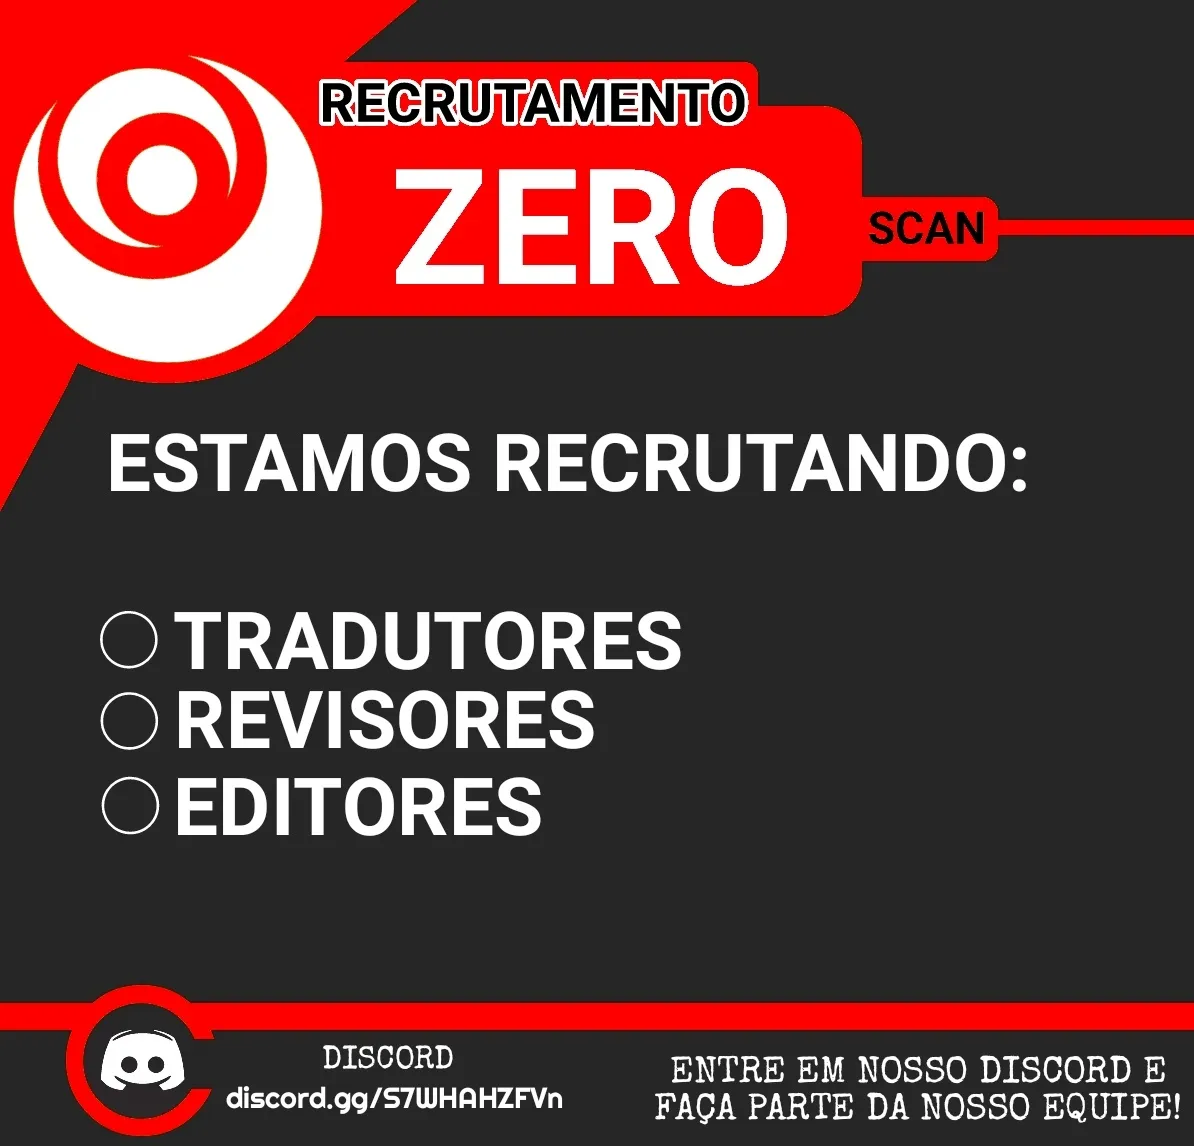 RECRUTAMENTO
ZERO
SCAN
ESTAMOS RECRUTANDO:
TRADUTORES
REVISORES
EDITORES
DISCORD
discord.gg/S7WHAHZFVn
ENTRE EM NOSSO DISCORD E
FAÇA PARTE DA NOSSO EQUIPE!